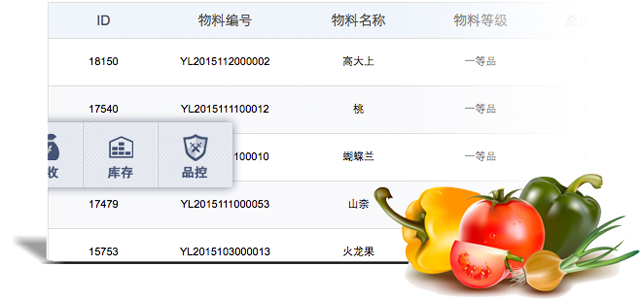 ID 物料编号 物料名称 物料等级
18150 YL2015112000002 高大上 一等品
17540 YL2015111100012 桃 一等品
100010 蝴蝶兰 一等品
收 库存 品控
17479 YL2015111000053 山奈
15753 YL2015103000013 火龙果